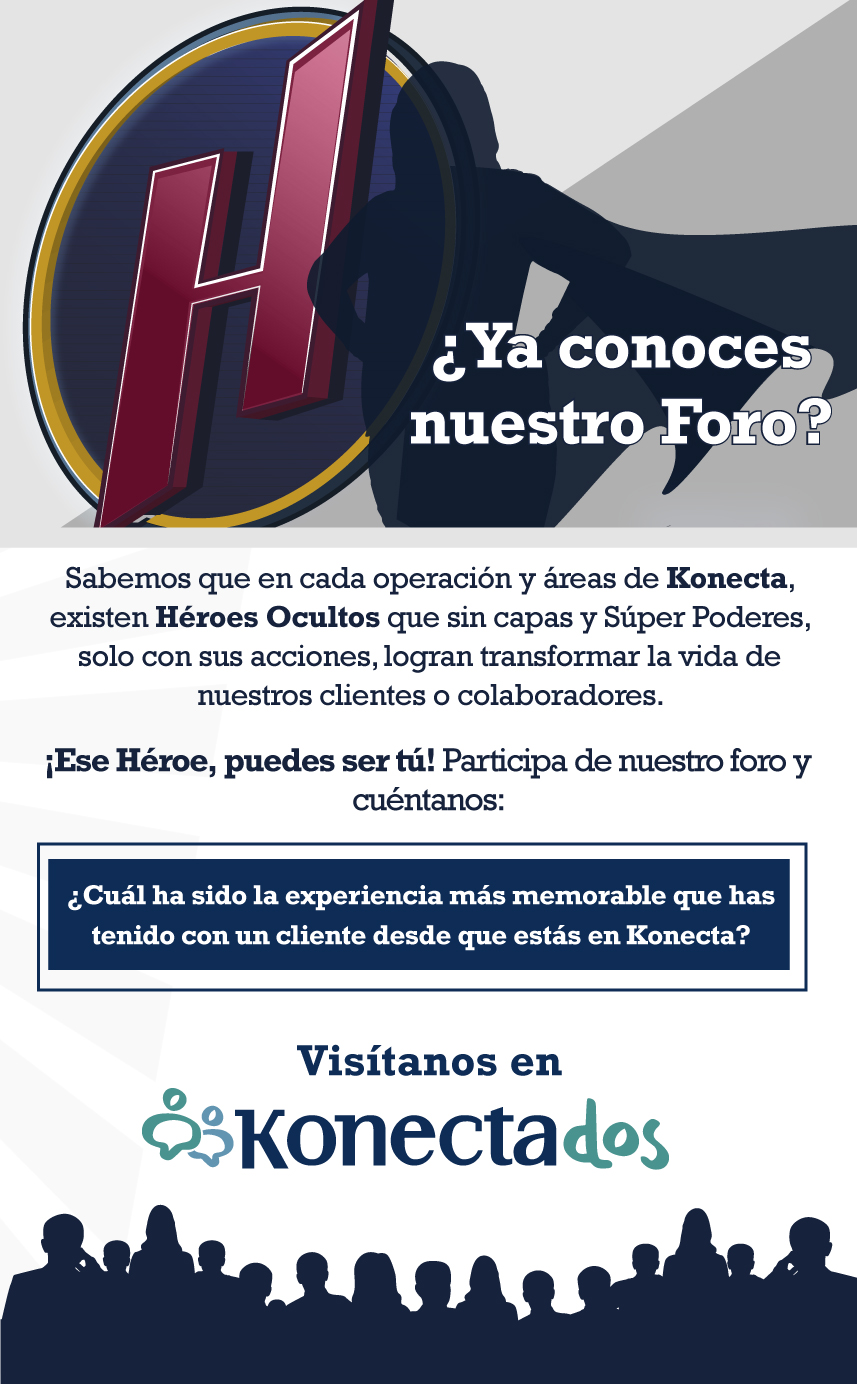 H
¿Ya conoces
nuestro Foro?
Sabemos que en cada operación y áreas de Konecta,
existen Héroes Ocultos que sin capas y Súper Poderes,
solo con sus acciones, logran transformar la vida de
nuestros clientes o colaboradores.
¡Ese Héroe, puedes ser tú! Participa de nuestro foro y
cuéntanos:
¿Cuál ha sido la experiencia más memorable que has
tenido con un cliente desde que estás en Konecta?
Visítanos en
Konectados